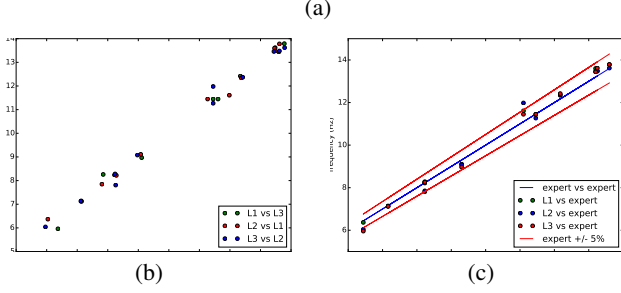 (a)
14
13
12
11
10
9
8
7
6
5
L1 vs L3
L2 vs L1
L3 vs L2
(b)
14
12
10
8
6
frequency (Hz)
expert vs expert
L1 vs expert
L2 vs expert
L3 vs expert
expert +/- 5%
(c)